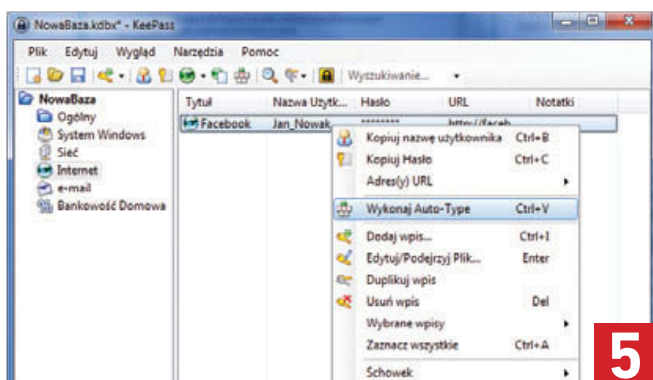 NowaBaza.kdbx* - KeePass
Plik Edytuj Wygląd Narzędzia Pomoc
Wyszukiwanie...
NowaBaza
Ogólny
System Windows
Sieć
Internet
e-mail
Bankowość Domowa
Tytuł Nazwa Użytk... Hasło URL Notatki
Facebook Jan_Nowak ******** http://faceb
Kopiuj nazwę użytkownika Ctrl+B
Kopiuj Hasło Ctrl+C
Adres(y) URL
Wykonaj Auto-Type Ctrl+V
Dodaj wpis... Ctrl+I
Edytuj/Podejrzyj Plik... Enter
Duplikuj wpis
Usuń wpis Del
Wybrane wpisy
Zaznacz wszystkie Ctrl+A
Schowek
5